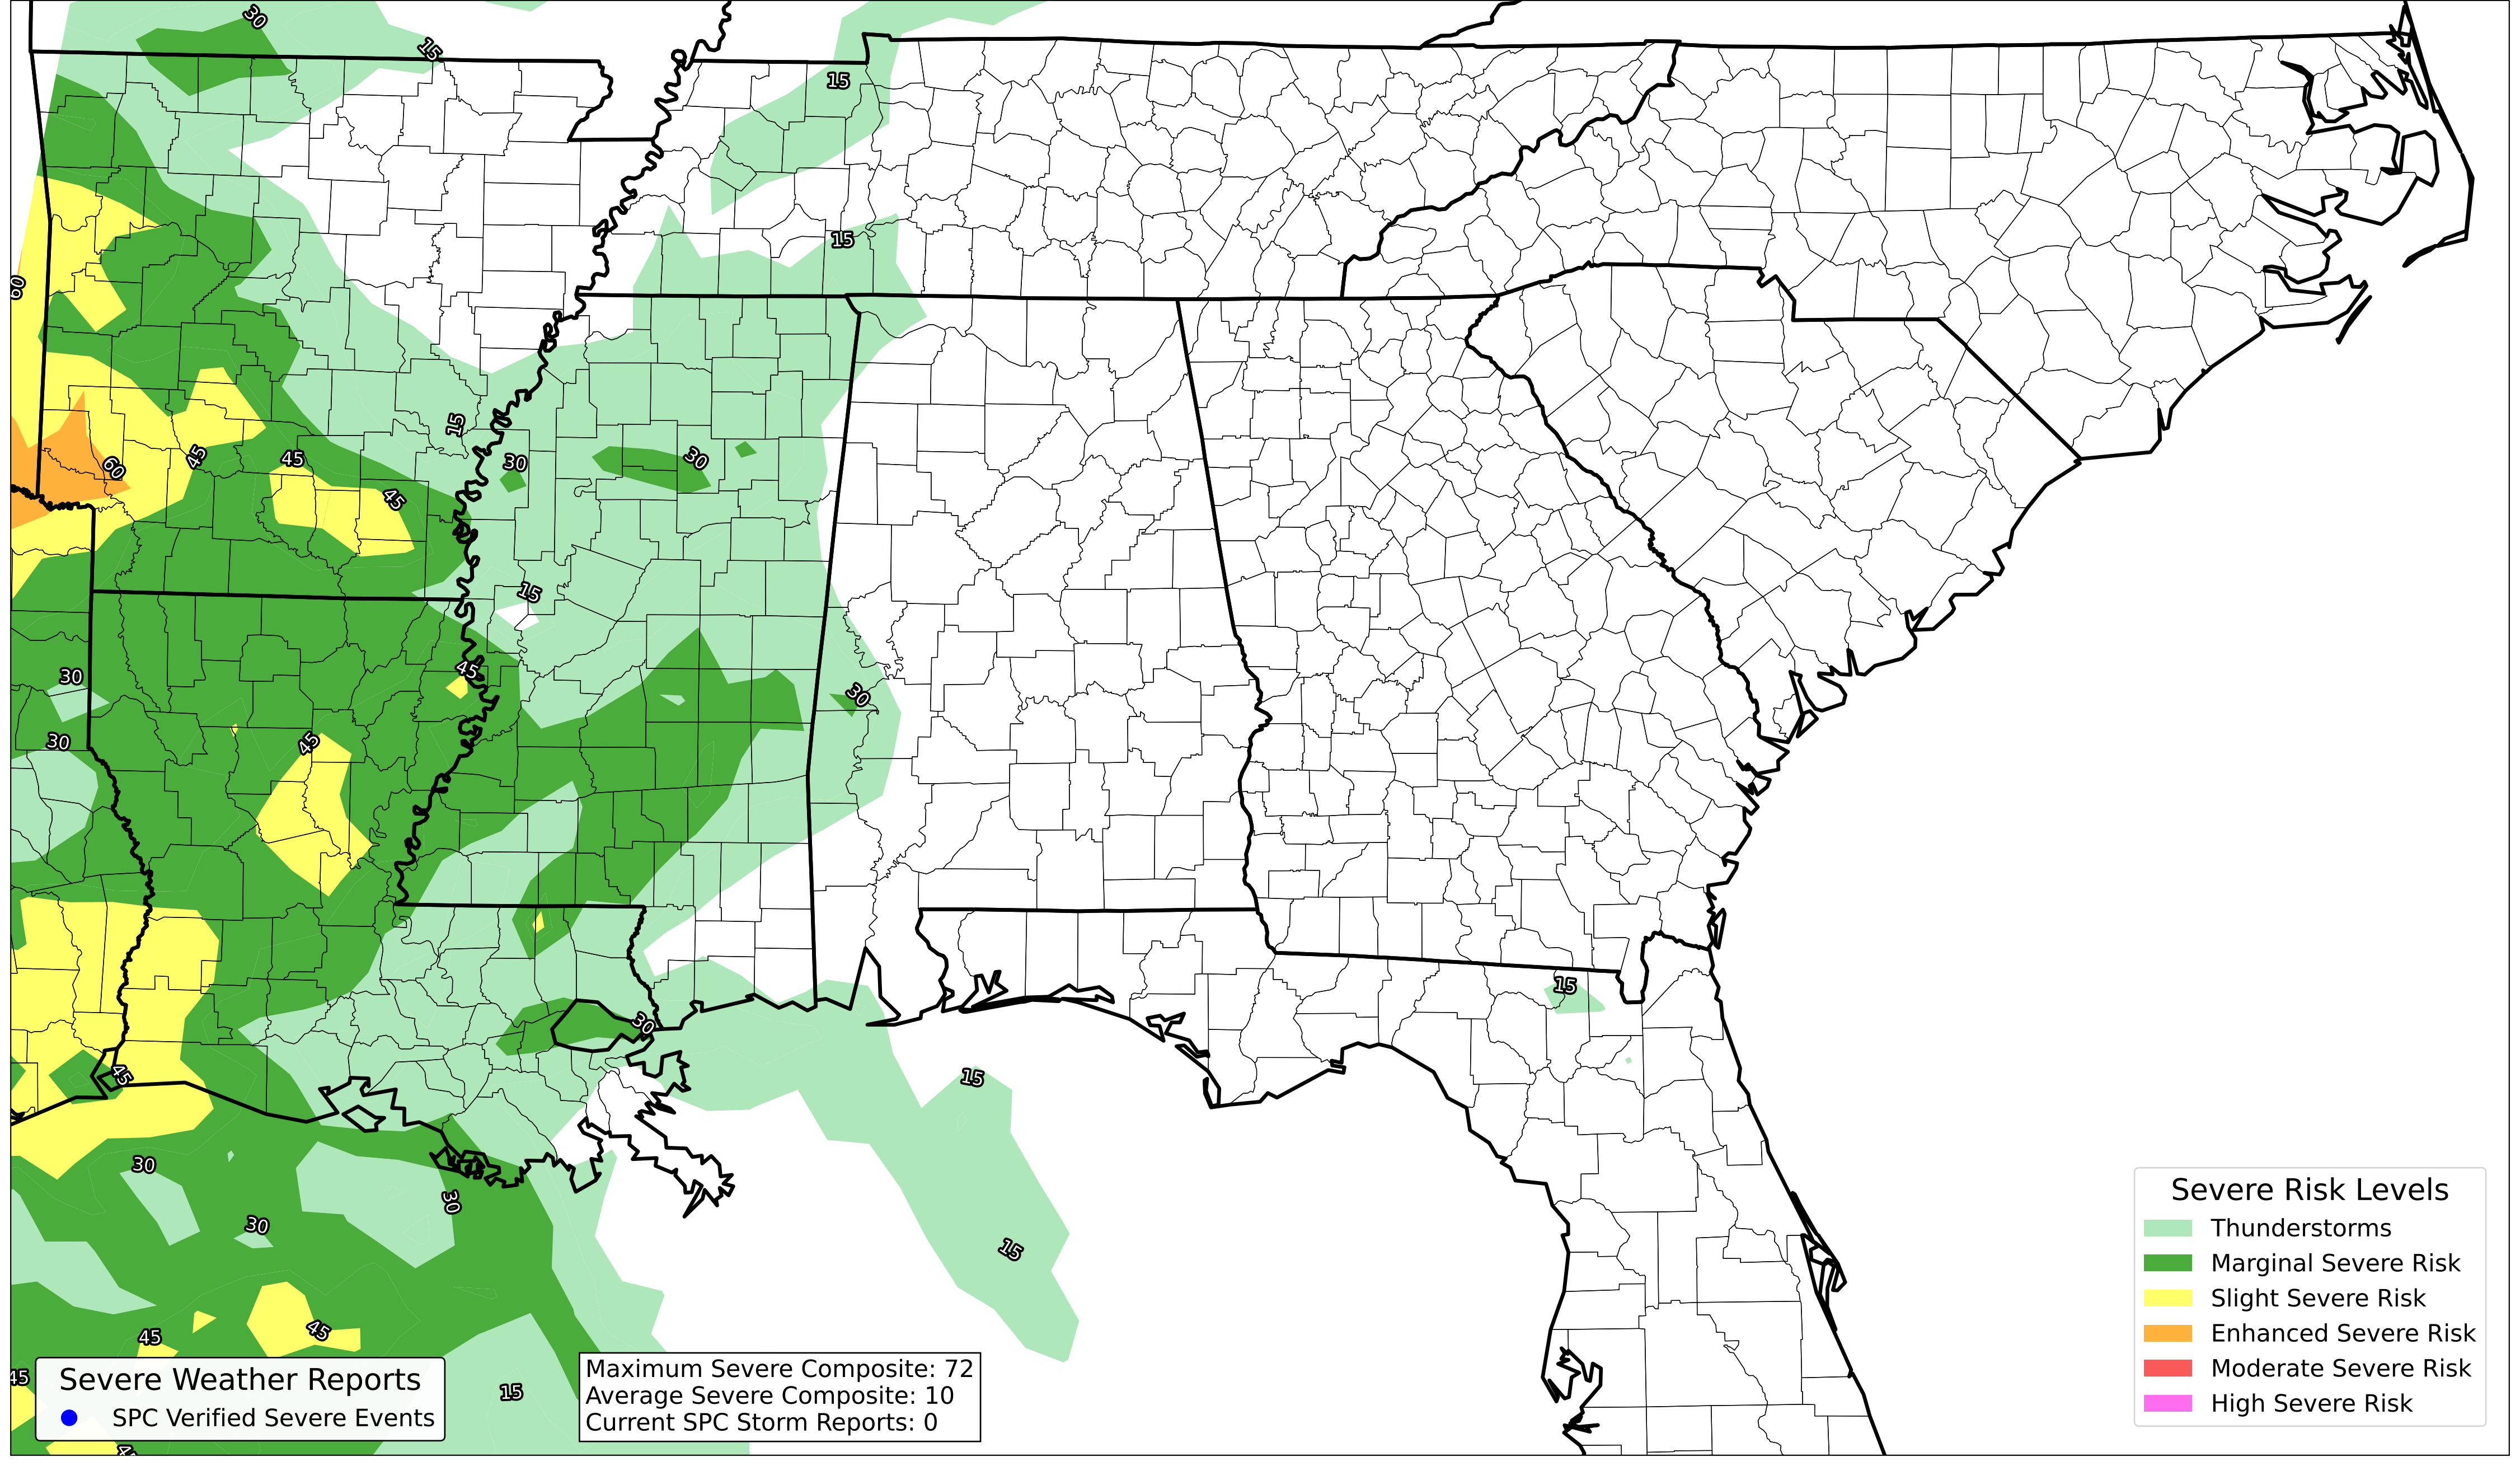 30
15
15
15
60
15
45
45
30
30
60
45
15
30
45
30
30
45
30
15
30
45
15
30
30
30
15
45
45
45
15
45
Severe Weather Reports
SPC Verified Severe Events
Maximum Severe Composite: 72
Average Severe Composite: 10
Current SPC Storm Reports: 0
Severe Risk Levels
Thunderstorms
Marginal Severe Risk
Slight Severe Risk
Enhanced Severe Risk
Moderate Severe Risk
High Severe Risk